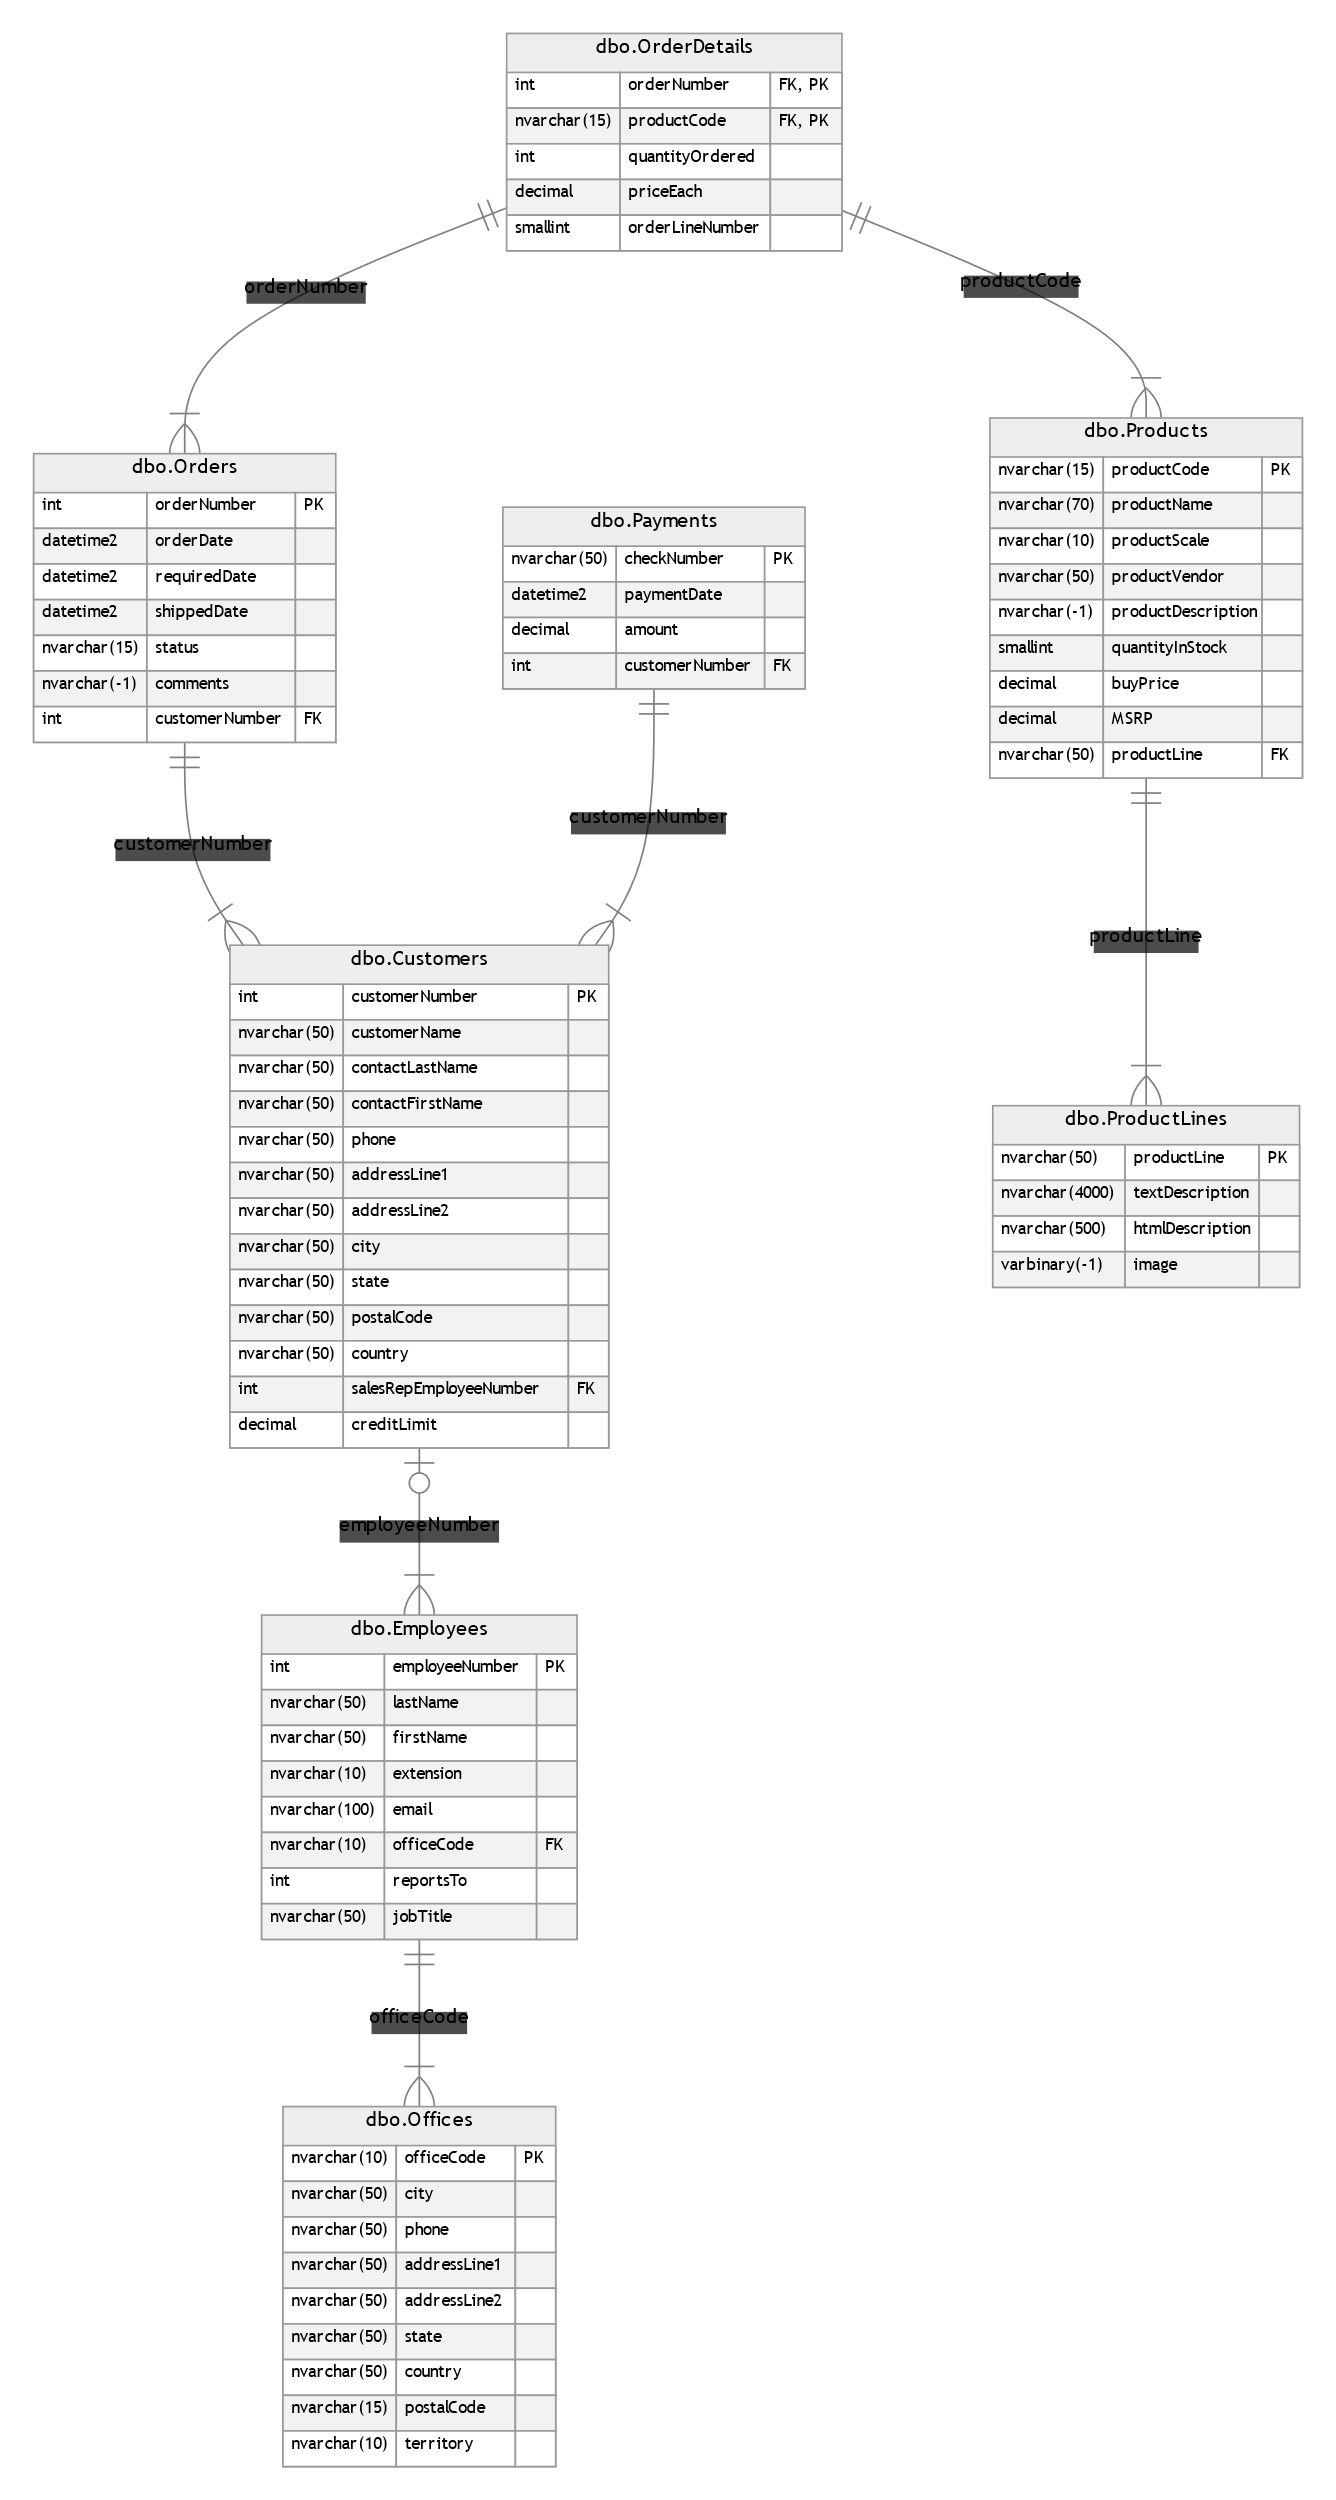 dbo.OrderDetails
int orderNumber FK, PK
nvarchar(15) productCode FK, PK
int quantityOrdered
decimal priceEach
smallint orderLineNumber
orderNumber
productCode
dbo.Orders
int orderNumber PK
datetime2 orderDate
datetime2 requiredDate
datetime2 shippedDate
nvarchar(15) status
nvarchar(-1) comments
int customerNumber FK
dbo.Payments
nvarchar(50) checkNumber PK
datetime2 paymentDate
decimal amount
int customerNumber FK
dbo.Products
nvarchar(15) productCode PK
nvarchar(70) productName
nvarchar(10) productScale
nvarchar(50) productVendor
nvarchar(-1) productDescription
smallint quantityInStock
decimal buyPrice
decimal MSRP
nvarchar(50) productLine FK
customerNumber
customerNumber
productLine
dbo.Customers
int customerNumber PK
nvarchar(50) customerName
nvarchar(50) contactLastName
nvarchar(50) contactFirstName
nvarchar(50) phone
nvarchar(50) addressLine1
nvarchar(50) addressLine2
nvarchar(50) city
nvarchar(50) state
nvarchar(50) postalCode
nvarchar(50) country
int salesRepEmployeeNumber FK
decimal creditLimit
dbo.ProductLines
nvarchar(50) productLine PK
nvarchar(4000) textDescription
nvarchar(500) htmlDescription
varbinary(-1) image
employeeNumber
dbo.Employees
int employeeNumber PK
nvarchar(50) lastName
nvarchar(50) firstName
nvarchar(10) extension
nvarchar(100) email
nvarchar(10) officeCode FK
int reportsTo
nvarchar(50) jobTitle
officeCode
dbo.Offices
nvarchar(10) officeCode PK
nvarchar(50) city
nvarchar(50) phone
nvarchar(50) addressLine1
nvarchar(50) addressLine2
nvarchar(50) state
nvarchar(50) country
nvarchar(15) postalCode
nvarchar(10) territory